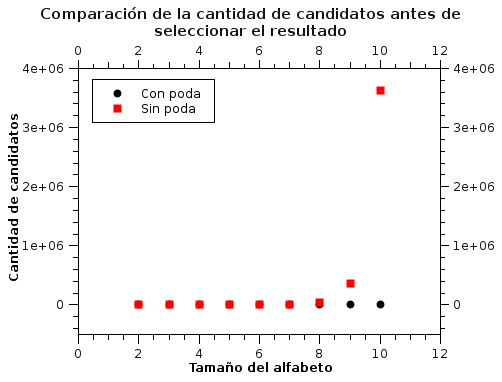 Comparación de la cantidad de candidatos antes de
seleccionar el resultado
0 2 4 6 8 10 12
4e+06 4e+06
Con poda
Sin poda
3e+06 3e+06
2e+06 2e+06
1e+06 1e+06
0 0
Cantidad de candidatos
0 2 4 6 8 10 12
Tamaño del alfabeto